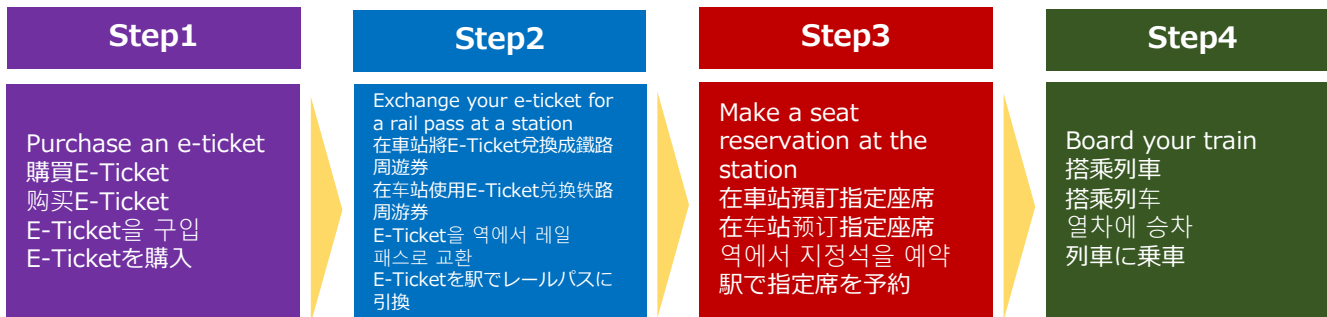 Step1
Purchase an e-ticket
購買E-Ticket
购买E-Ticket
E-Ticket을 구입
E-Ticketを購入
Step2
Exchange your e-ticket for
a rail pass at a station
在車站將E-Ticket兌換成鐵路
周遊券
在车站使用E-Ticket兑换铁路
周游券
E-Ticket을 역에서 레일
패스로 교환
E-Ticketを駅でレールパスに
引換
Step3
Make a seat
reservation at the
station
在車站預訂指定座席
在车站预订指定座席
역에서 지정석을 예약
駅で指定席を予約
Step4
Board your train
搭乘列車
搭乘列车
열차에 승차
列車に乗車